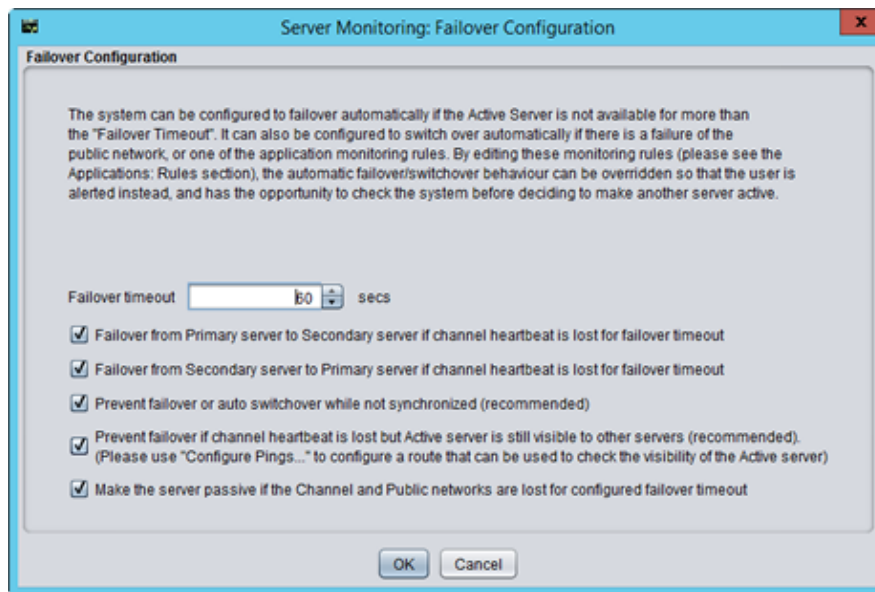 Server Monitoring: Failover Configuration
x
Failover Configuration
The system can be configured to failover automatically if the Active Server is not available for more than
the "Failover Timeout". It can also be configured to switch over automatically if there is a failure of the
public network, or one of the application monitoring rules. By editing these monitoring rules (please see the
Applications: Rules section), the automatic failover/switchover behaviour can be overridden so that the user is
alerted instead, and has the opportunity to check the system before deciding to make another server active.
Failover timeout 60 secs
Failover from Primary server to Secondary server if channel heartbeat is lost for failover timeout
Failover from Secondary server to Primary server if channel heartbeat is lost for failover timeout
Prevent failover or auto switchover while not synchronized (recommended)
Prevent failover if channel heartbeat is lost but Active server is still visible to other servers (recommended).
(Please use "Configure Pings..." to configure a route that can be used to check the visibility of the Active server)
Make the server passive if the Channel and Public networks are lost for configured failover timeout
OK Cancel